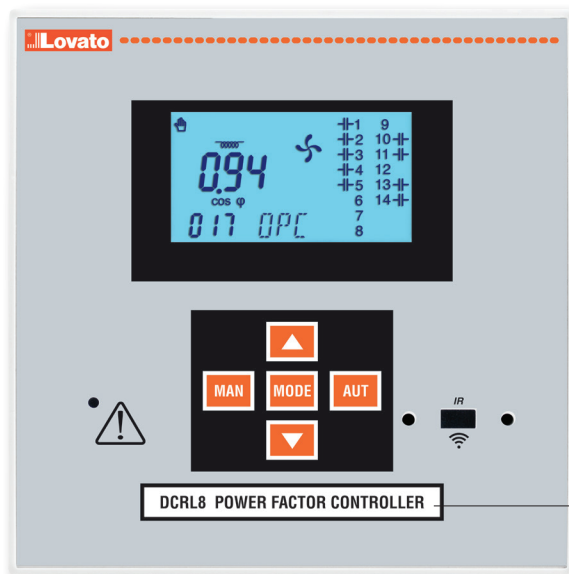 Lovato
1 9
2 10
3 11
4 12
5 13
6 14
7
8
0.94
cos φ
017 OPC
MAN MODE AUT
IR
DCRL8 POWER FACTOR CONTROLLER